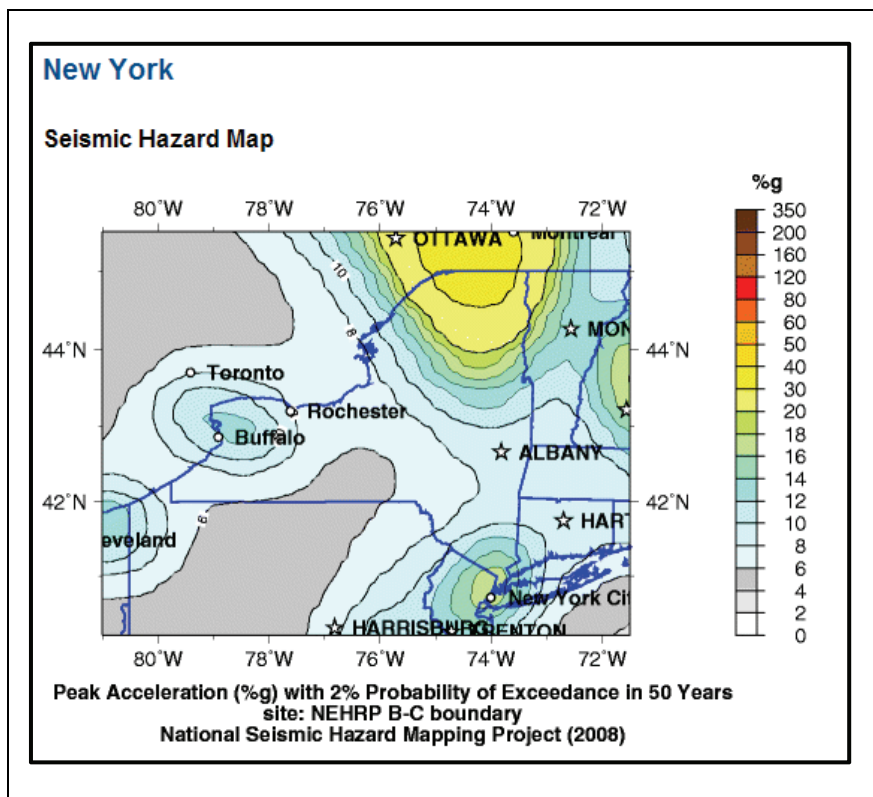 New York
Seismic Hazard Map
%g
80˚W 78˚W 76˚W 74˚W 72˚W
350
200
160
120
80
60
50
40
30
20
18
16
14
12
10
8
6
4
2
0
OTTAWA
Montreal
10
MON
8
44˚N 44˚N
Toronto
Rochester
Buffalo
ALBANY
42˚N 42˚N
8
HART
eveland
New York Cit
HARRISBURG
TRENTON
80˚W 78˚W 76˚W 74˚W 72˚W
Peak Acceleration (%g) with 2% Probability of Exceedance in 50 Years
site: NEHRP B-C boundary
National Seismic Hazard Mapping Project (2008)